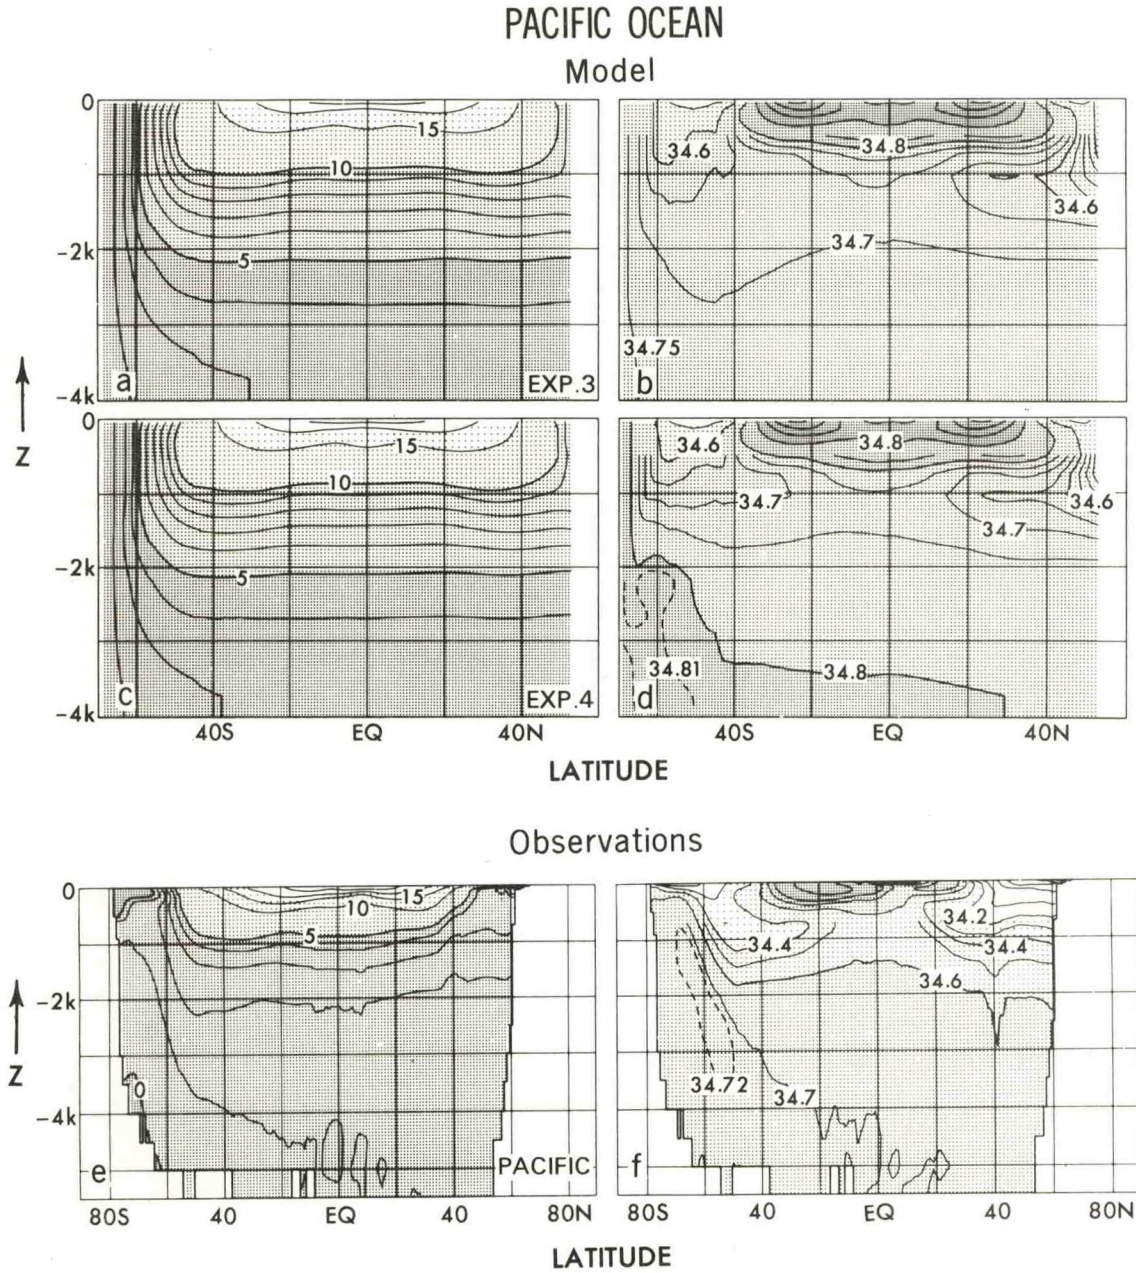 PACIFIC OCEAN
Model
0
-2k
-4k
15
10
5
a
EXP.3
34.6
34.8
34.6
34.7
34.75
b
Z
0
-2k
-4k
15
10
5
c
EXP.4
34.6
34.8
34.7
34.6
34.7
34.81
34.8
d
40S EQ 40N
40S EQ 40N
LATITUDE
Observations
0
-2k
-4k
15
10
5
0
e
PACIFIC
34.2
34.4
34.4
34.6
34.72
34.7
f
Z
80S 40 EQ 40 80N
80S 40 EQ 40 80N
LATITUDE